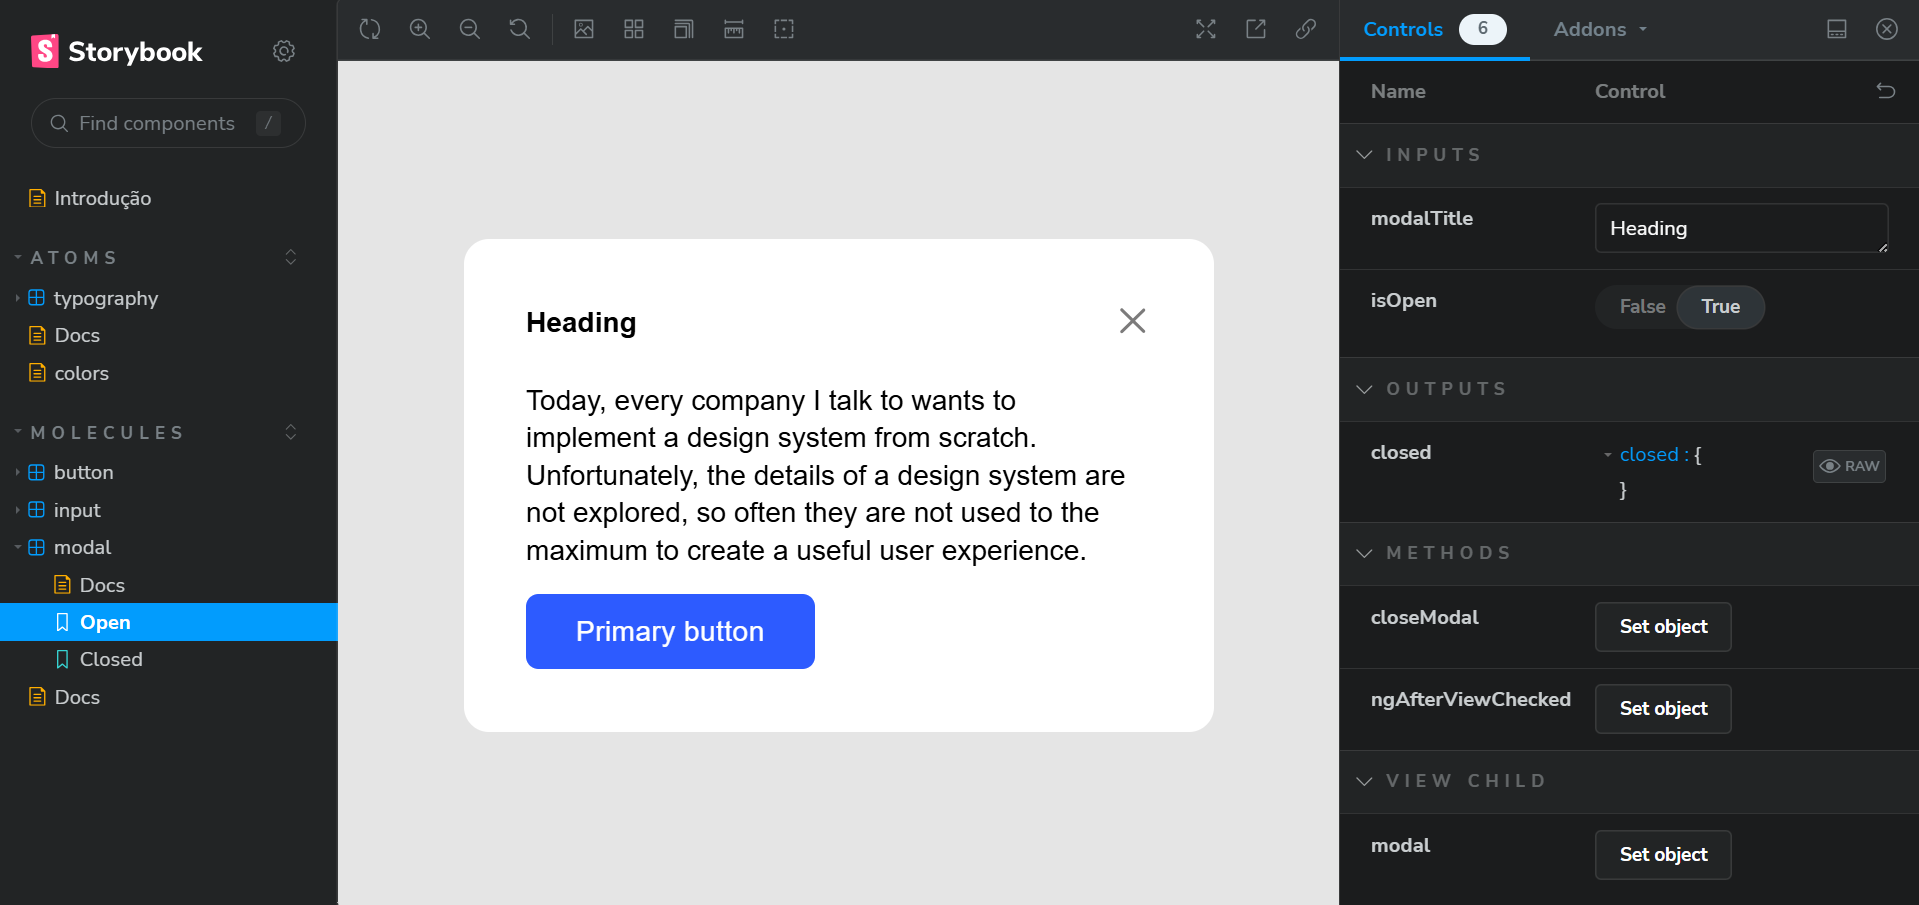 Storybook
Find components /
Introdução
ATOMS
typography
Docs
colors
MOLECULES
button
input
modal
Docs
Open
Closed
Docs
Heading
Today, every company I talk to wants to
implement a design system from scratch.
Unfortunately, the details of a design system are
not explored, so often they are not used to the
maximum to create a useful user experience.
Primary button
Controls 6 Addons
Name Control
INPUTS
modalTitle Heading
isOpen False True
OUTPUTS
closed closed : { RAW
}
METHODS
closeModal Set object
ngAfterViewChecked Set object
VIEW CHILD
modal Set object